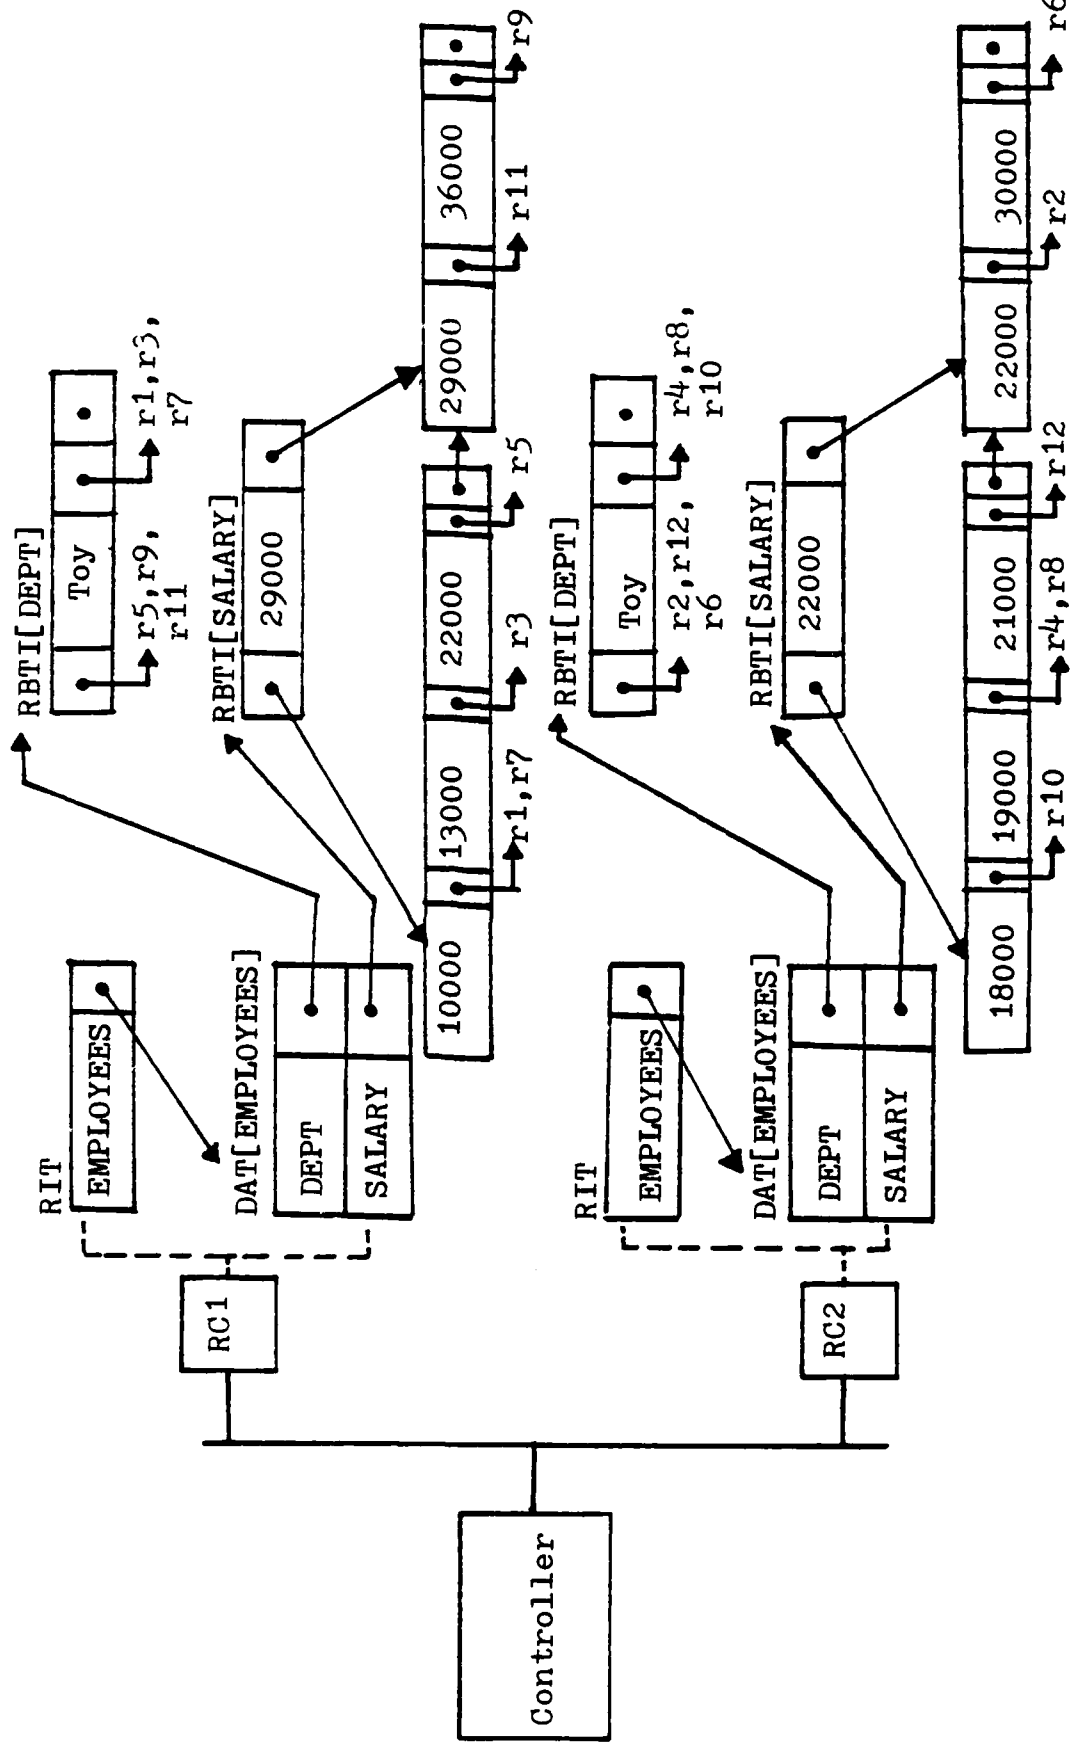 Controller
RC1
RIT
EMPLOYEES
DAT[EMPLOYEES]
DEPT
SALARY
RBTI[DEPT]
Toy
r5,r9,
r11
r1,r3,
r7
RBTI[SALARY]
29000
10000 13000 22000
r1,r7 r3 r5
29000 36000
r11 r9
RC2
RIT
EMPLOYEES
DAT[EMPLOYEES]
DEPT
SALARY
RBTI[DEPT]
Toy
r2,r12,
r6
r4,r8,
r10
RBTI[SALARY]
22000
18000 19000 21000
r10 r4,r8 r12
22000 30000
r2 r6